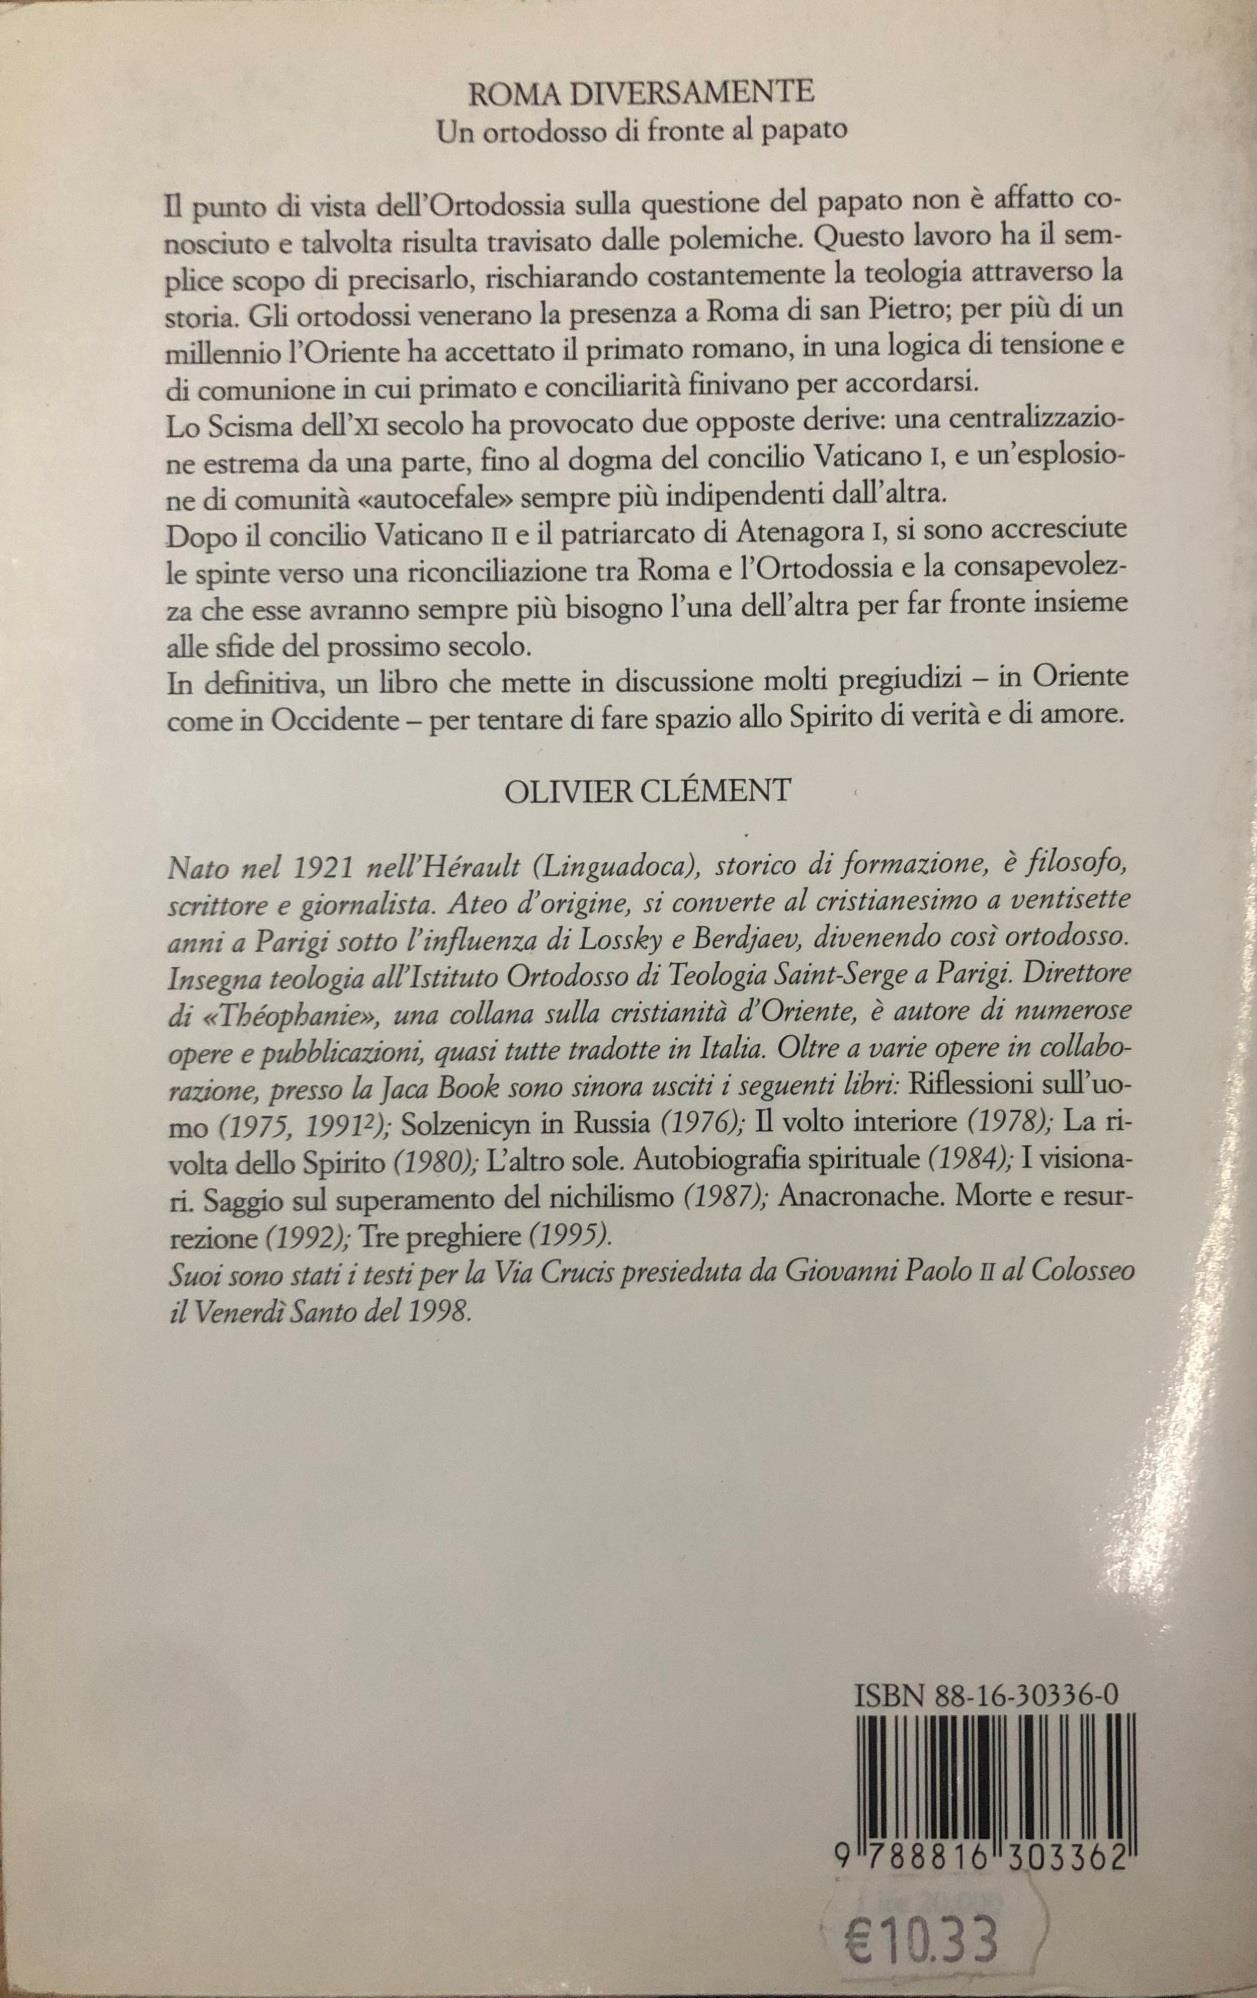 ROMA DIVERSAMENTE
Un ortodosso di fronte al papato
Il punto di vista dell'Ortodossia sulla questione del papato non è affatto co-
nosciuto e talvolta risulta travisato dalle polemiche. Questo lavoro ha il sem-
plice scopo di precisarlo, rischiarando costantemente la teologia attraverso la
storia. Gli ortodossi venerano la presenza a Roma di san Pietro; per più di un
millennio l'Oriente ha accettato il primato romano, in una logica di tensione e
di comunione in cui primato e conciliarità finivano per accordarsi.
Lo Scisma dell'XI secolo ha provocato due opposte derive: una centralizzazio-
ne estrema da una parte, fino al dogma del concilio Vaticano I, e un'esplosio-
ne di comunità «autocefale» sempre più indipendenti dall'altra.
Dopo il concilio Vaticano II e il patriarcato di Atenagora I, si sono accresciute
le spinte verso una riconciliazione tra Roma e l'Ortodossia e la consapevolez-
za che esse avranno sempre più bisogno l'una dell'altra per far fronte insieme
alle sfide del prossimo secolo.
In definitiva, un libro che mette in discussione molti pregiudizi – in Oriente
come in Occidente – per tentare di fare spazio allo Spirito di verità e di amore.
OLIVIER CLÉMENT
Nato nel 1921 nell'Hérault (Linguadoca), storico di formazione, è filosofo,
scrittore e giornalista. Ateo d'origine, si converte al cristianesimo a ventisette
anni a Parigi sotto l'influenza di Lossky e Berdjaev, divenendo così ortodosso.
Insegna teologia all'Istituto Ortodosso di Teologia Saint-Serge a Parigi. Direttore
di «Théophanie», una collana sulla cristianità d'Oriente, è autore di numerose
opere e pubblicazioni, quasi tutte tradotte in Italia. Oltre a varie opere in collabo-
razione, presso la Jaca Book sono sinora usciti i seguenti libri: Riflessioni sull'uo-
mo (1975, 1991²); Solzenicyn in Russia (1976); Il volto interiore (1978); La ri-
volta dello Spirito (1980); L'altro sole. Autobiografia spirituale (1984); I visiona-
ri. Saggio sul superamento del nichilismo (1987); Anacronache. Morte e resur-
rezione (1992); Tre preghiere (1995).
Suoi sono stati i testi per la Via Crucis presieduta da Giovanni Paolo II al Colosseo
il Venerdì Santo del 1998.
ISBN 88-16-30336-0
9 788816 303362
€10.33